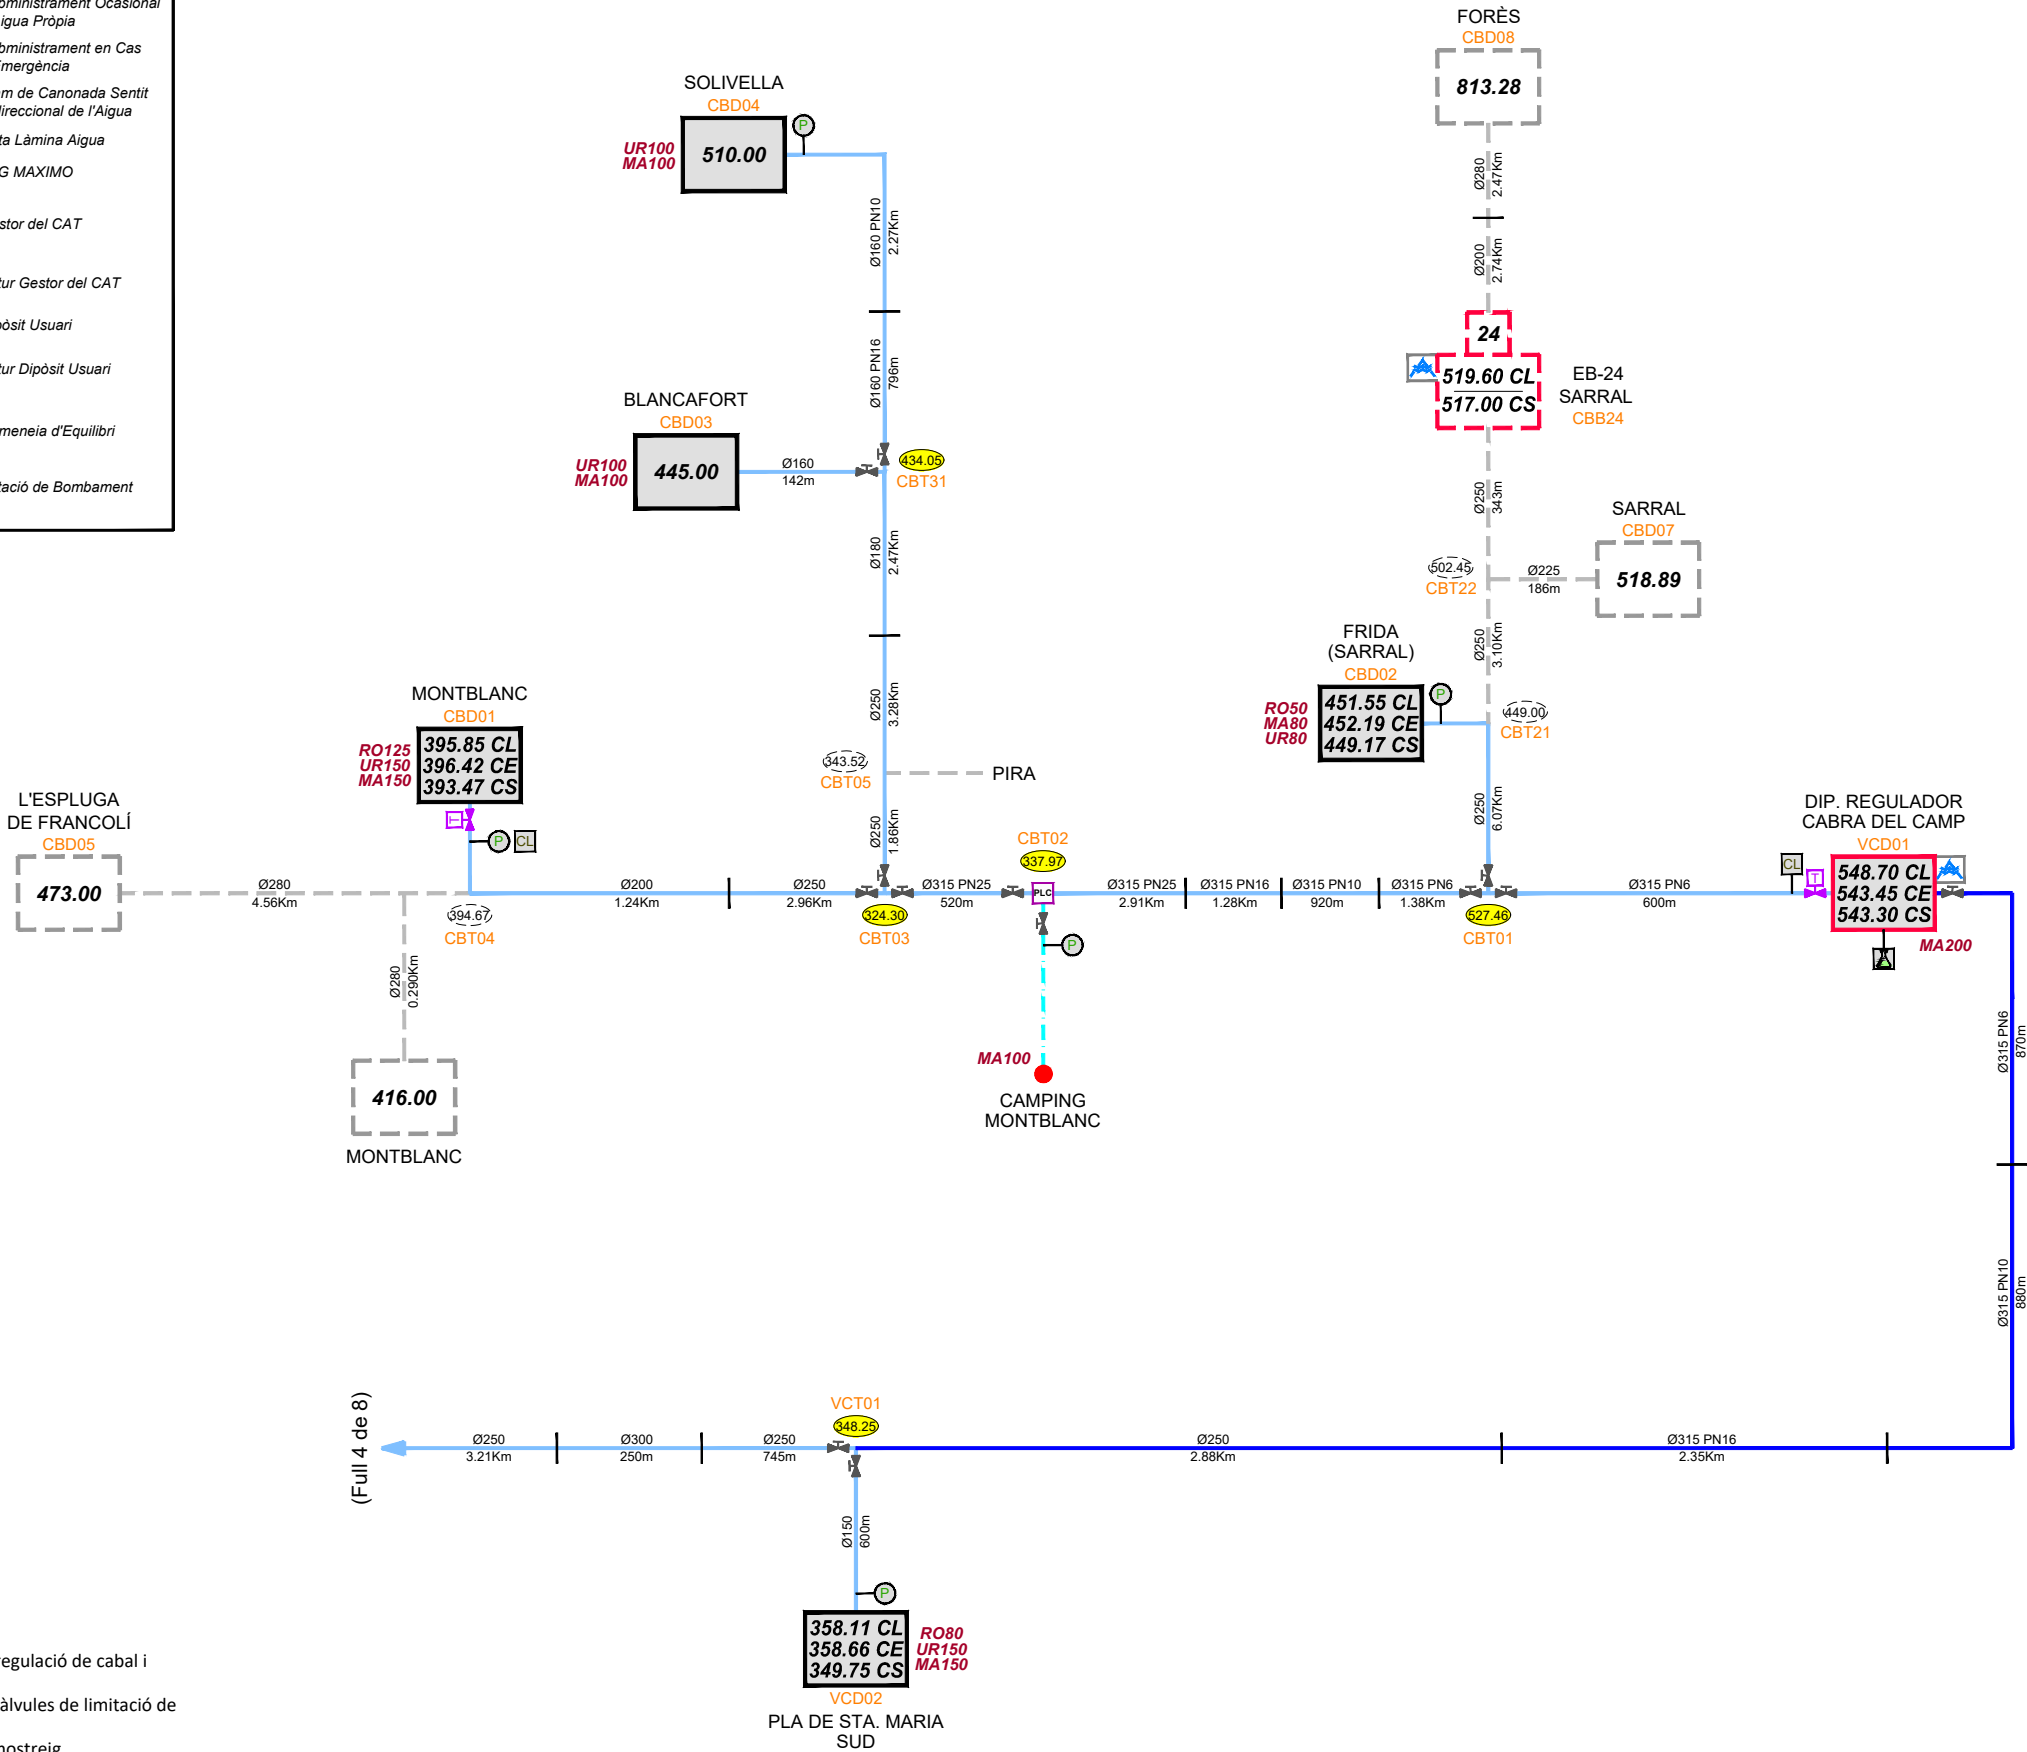 bministrament Ocasional
igua Pròpia
bministrament en Cas
Emergència
m de Canonada Sentit
direccional de l'Aigua
ta Làmina Aigua
G MAXIMO
stor del CAT
tur Gestor del CAT
pòsit Usuari
tur Dipòsit Usuari
meneia d'Equilibri
tació de Bombament
FORÈS
CBD08
813.28
Ø280
2.47Km
Ø200
2.74Km
24
519.60 CL
517.00 CS
EB-24
SARRAL
CBB24
Ø250
343m
SARRAL
CBD07
518.89
Ø225
186m
502.45
CBT22
Ø250
3.10Km
SOLIVELLA
CBD04
UR100
MA100
510.00
P
Ø160 PN10
2.27Km
Ø160 PN16
796m
BLANCAFORT
CBD03
UR100
MA100
445.00
Ø160
142m
434.05
CBT31
Ø180
2.47Km
Ø250
3.28Km
343.52
CBT05
PIRA
Ø250
1.86Km
FRIDA
(SARRAL)
CBD02
RO50
MA80
UR80
451.55 CL
452.19 CE
449.17 CS
P
449.00
CBT21
Ø250
6.07Km
MONTBLANC
CBD01
RO125
UR150
MA150
395.85 CL
396.42 CE
393.47 CS
T
P
CL
L'ESPLUGA
DE FRANCOLÍ
CBD05
473.00
Ø280
4.56Km
394.67
CBT04
Ø280
0.290Km
416.00
MONTBLANC
Ø200
1.24Km
Ø250
2.96Km
324.30
CBT03
Ø315 PN25
520m
CBT02
337.97
PLC
P
MA100
CAMPING
MONTBLANC
Ø315 PN25
2.91Km
Ø315 PN16
1.28Km
Ø315 PN10
920m
Ø315 PN6
1.38Km
527.46
CBT01
Ø315 PN6
600m
CL
T
DIP. REGULADOR
CABRA DEL CAMP
VCD01
548.70 CL
543.45 CE
543.30 CS
MA200
Ø315 PN6
870m
Ø315 PN10
880m
Ø315 PN16
2.35Km
Ø250
2.88Km
VCT01
348.25
Ø250
745m
Ø300
250m
Ø250
3.21Km
(Full 4 de 8)
Ø150
600m
P
358.11 CL
358.66 CE
349.75 CS
RO80
UR150
MA150
VCD02
PLA DE STA. MARIA
SUD
regulació de cabal i
àlvules de limitació de
nostreig